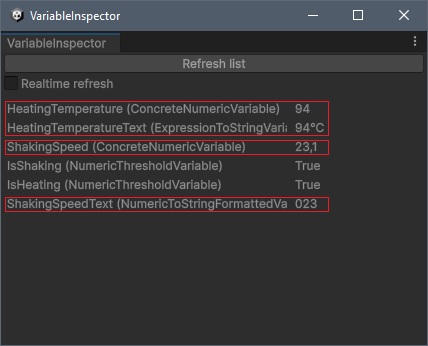 VariableInspector
VariableInspector
Refresh list
Realtime refresh
HeatingTemperature (ConcreteNumericVariable) 94
HeatingTemperatureText (ExpressionToStringVaria 94°C
ShakingSpeed (ConcreteNumericVariable) 23,1
IsShaking (NumericThresholdVariable) True
IsHeating (NumericThresholdVariable) True
ShakingSpeedText (NumericToStringFormattedVa 023